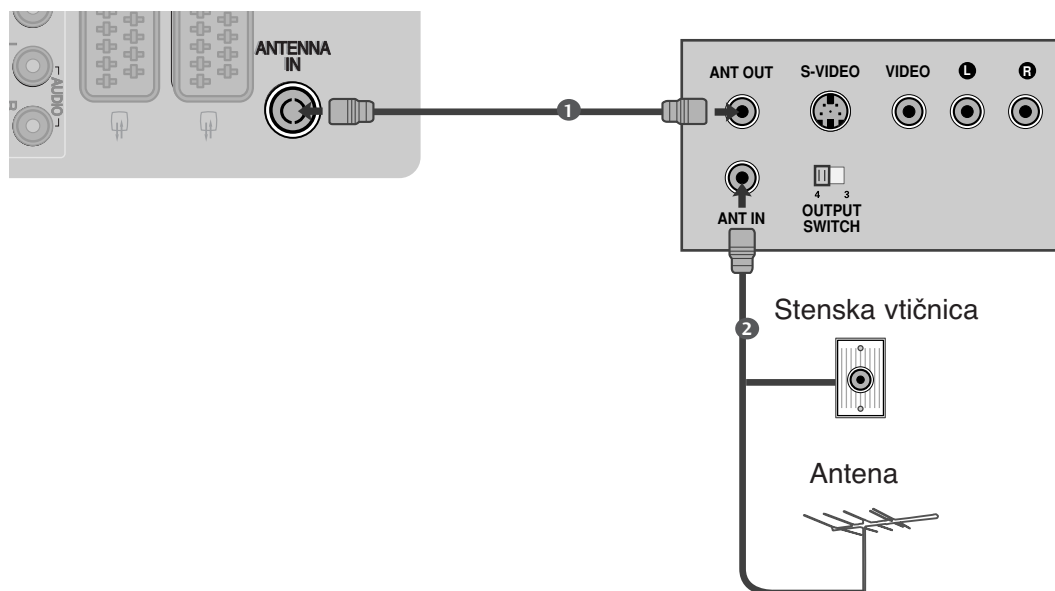 ANTENNA
IN
AUDIO
R
1
ANT OUT S-VIDEO VIDEO L R
4 3
ANT IN
OUTPUT
SWITCH
2
Stenska vtičnica
Antena